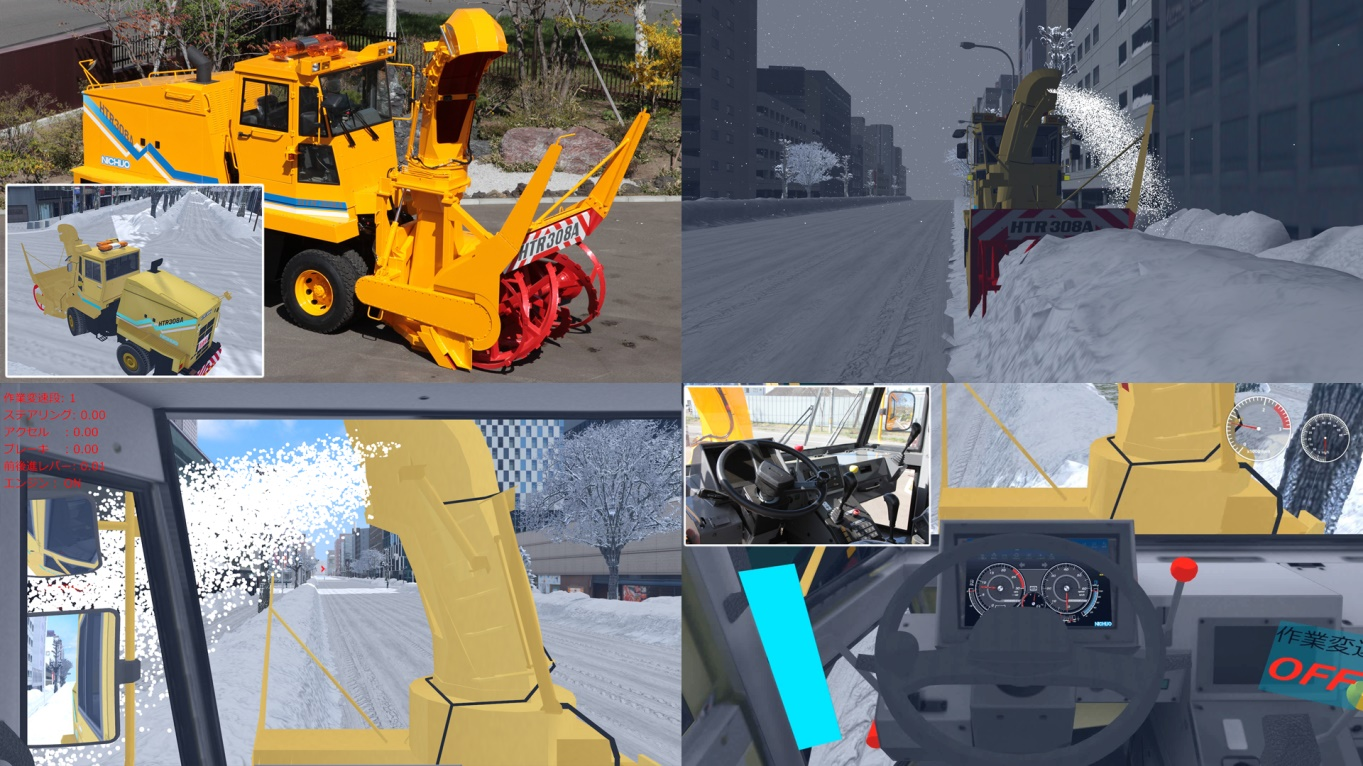 HTR308A
NICHIJO
HTR308A
HTR308A
HTR308A
作業変速段: 1
ステアリング: 0.00
アクセル : 0.00
ブレーキ : 0.00
前後進レバー: 0.01
エンジン : ON
NICHIJO
作業変速
OFF